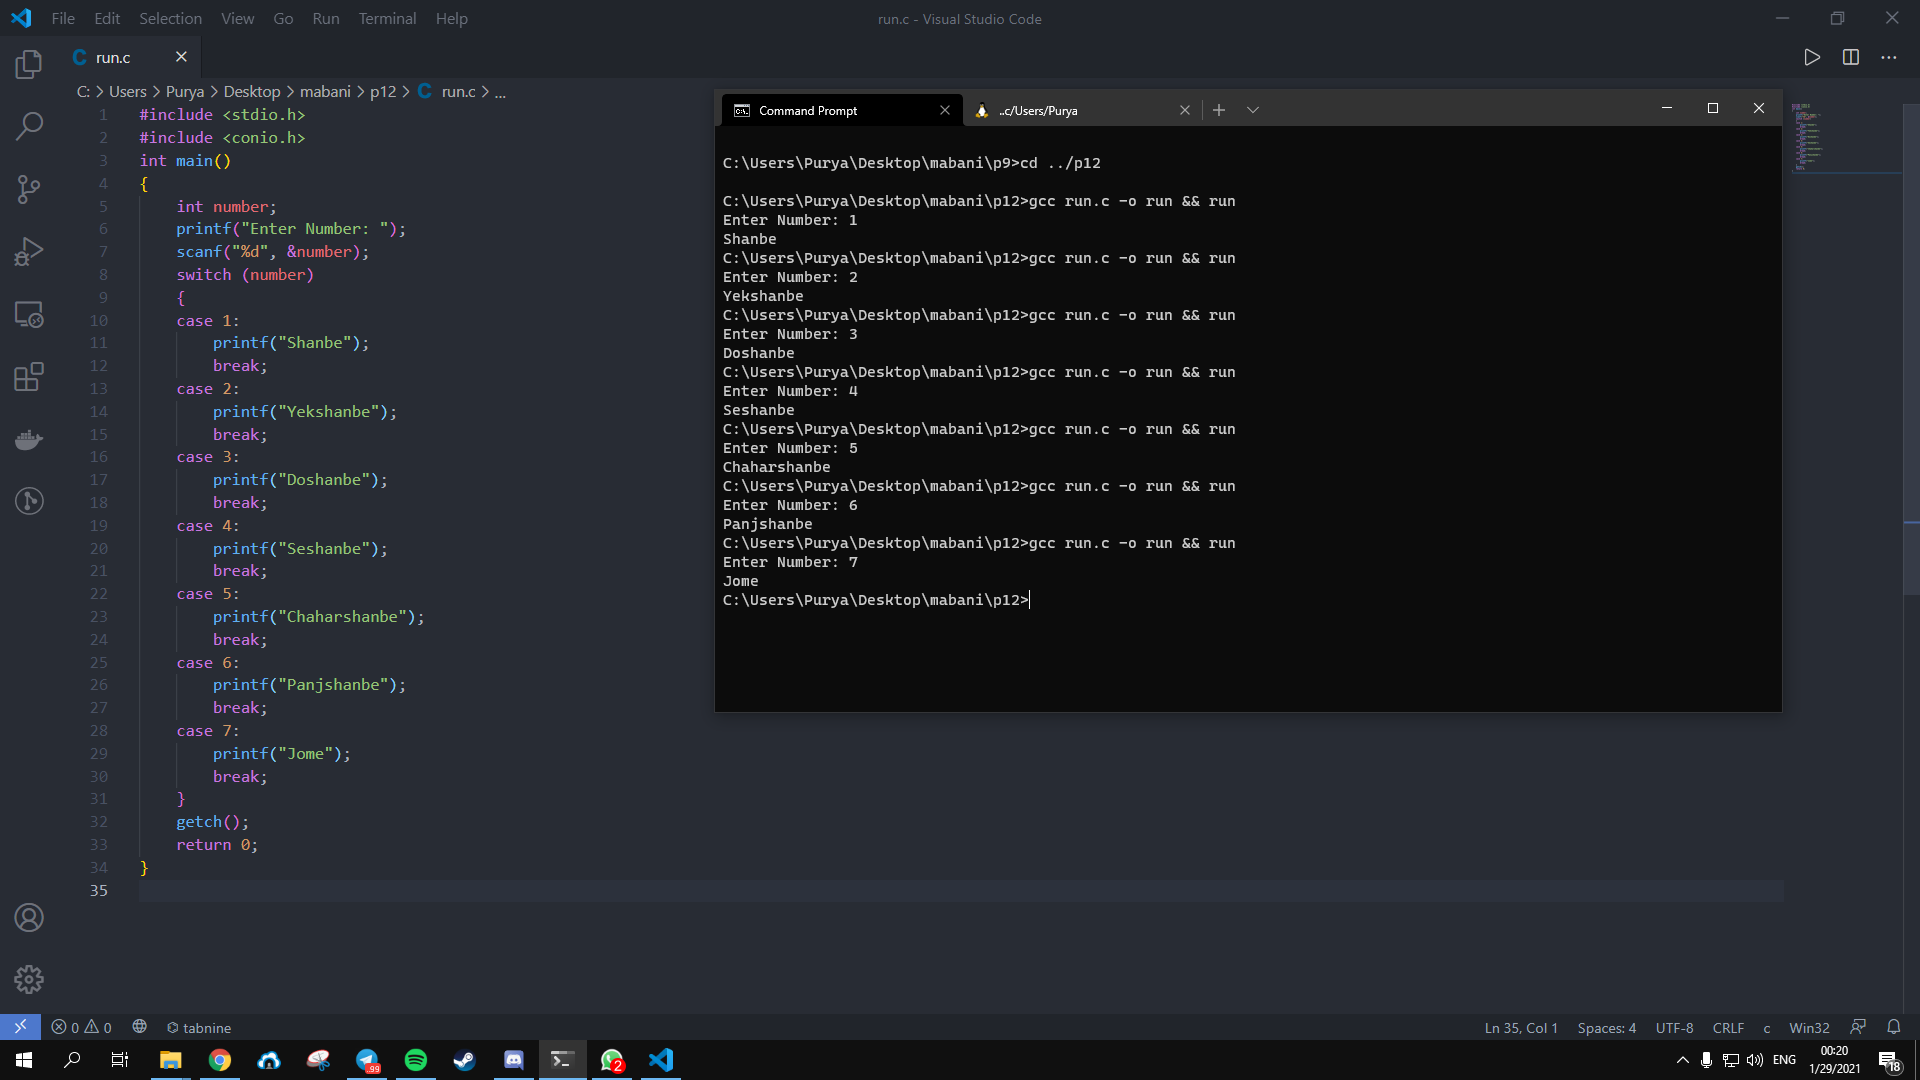 File Edit Selection View Go Run Terminal Help
run.c - Visual Studio Code
run.c
C: > Users > Purya > Desktop > mabani > p12 > C run.c > ...
1 #include <stdio.h>
2 #include <conio.h>
3 int main()
4 {
5 int number;
6 printf("Enter Number: ");
7 scanf("%d", &number);
8 switch (number)
9 {
10 case 1:
11 printf("Shanbe");
12 break;
13 case 2:
14 printf("Yekshanbe");
15 break;
16 case 3:
17 printf("Doshanbe");
18 break;
19 case 4:
20 printf("Seshanbe");
21 break;
22 case 5:
23 printf("Chaharshanbe");
24 break;
25 case 6:
26 printf("Panjshanbe");
27 break;
28 case 7:
29 printf("Jome");
30 break;
31 }
32 getch();
33 return 0;
34 }
35
Command Prompt
..c/Users/Purya
C:\Users\Purya\Desktop\mabani\p9>cd ../p12
C:\Users\Purya\Desktop\mabani\p12>gcc run.c -o run && run
Enter Number: 1
Shanbe
C:\Users\Purya\Desktop\mabani\p12>gcc run.c -o run && run
Enter Number: 2
Yekshanbe
C:\Users\Purya\Desktop\mabani\p12>gcc run.c -o run && run
Enter Number: 3
Doshanbe
C:\Users\Purya\Desktop\mabani\p12>gcc run.c -o run && run
Enter Number: 4
Seshanbe
C:\Users\Purya\Desktop\mabani\p12>gcc run.c -o run && run
Enter Number: 5
Chaharshanbe
C:\Users\Purya\Desktop\mabani\p12>gcc run.c -o run && run
Enter Number: 6
Panjshanbe
C:\Users\Purya\Desktop\mabani\p12>gcc run.c -o run && run
Enter Number: 7
Jome
C:\Users\Purya\Desktop\mabani\p12>
0 0 tabnine
Ln 35, Col 1 Spaces: 4 UTF-8 CRLF c Win32
.99
2
ENG
00:20
1/29/2021
18